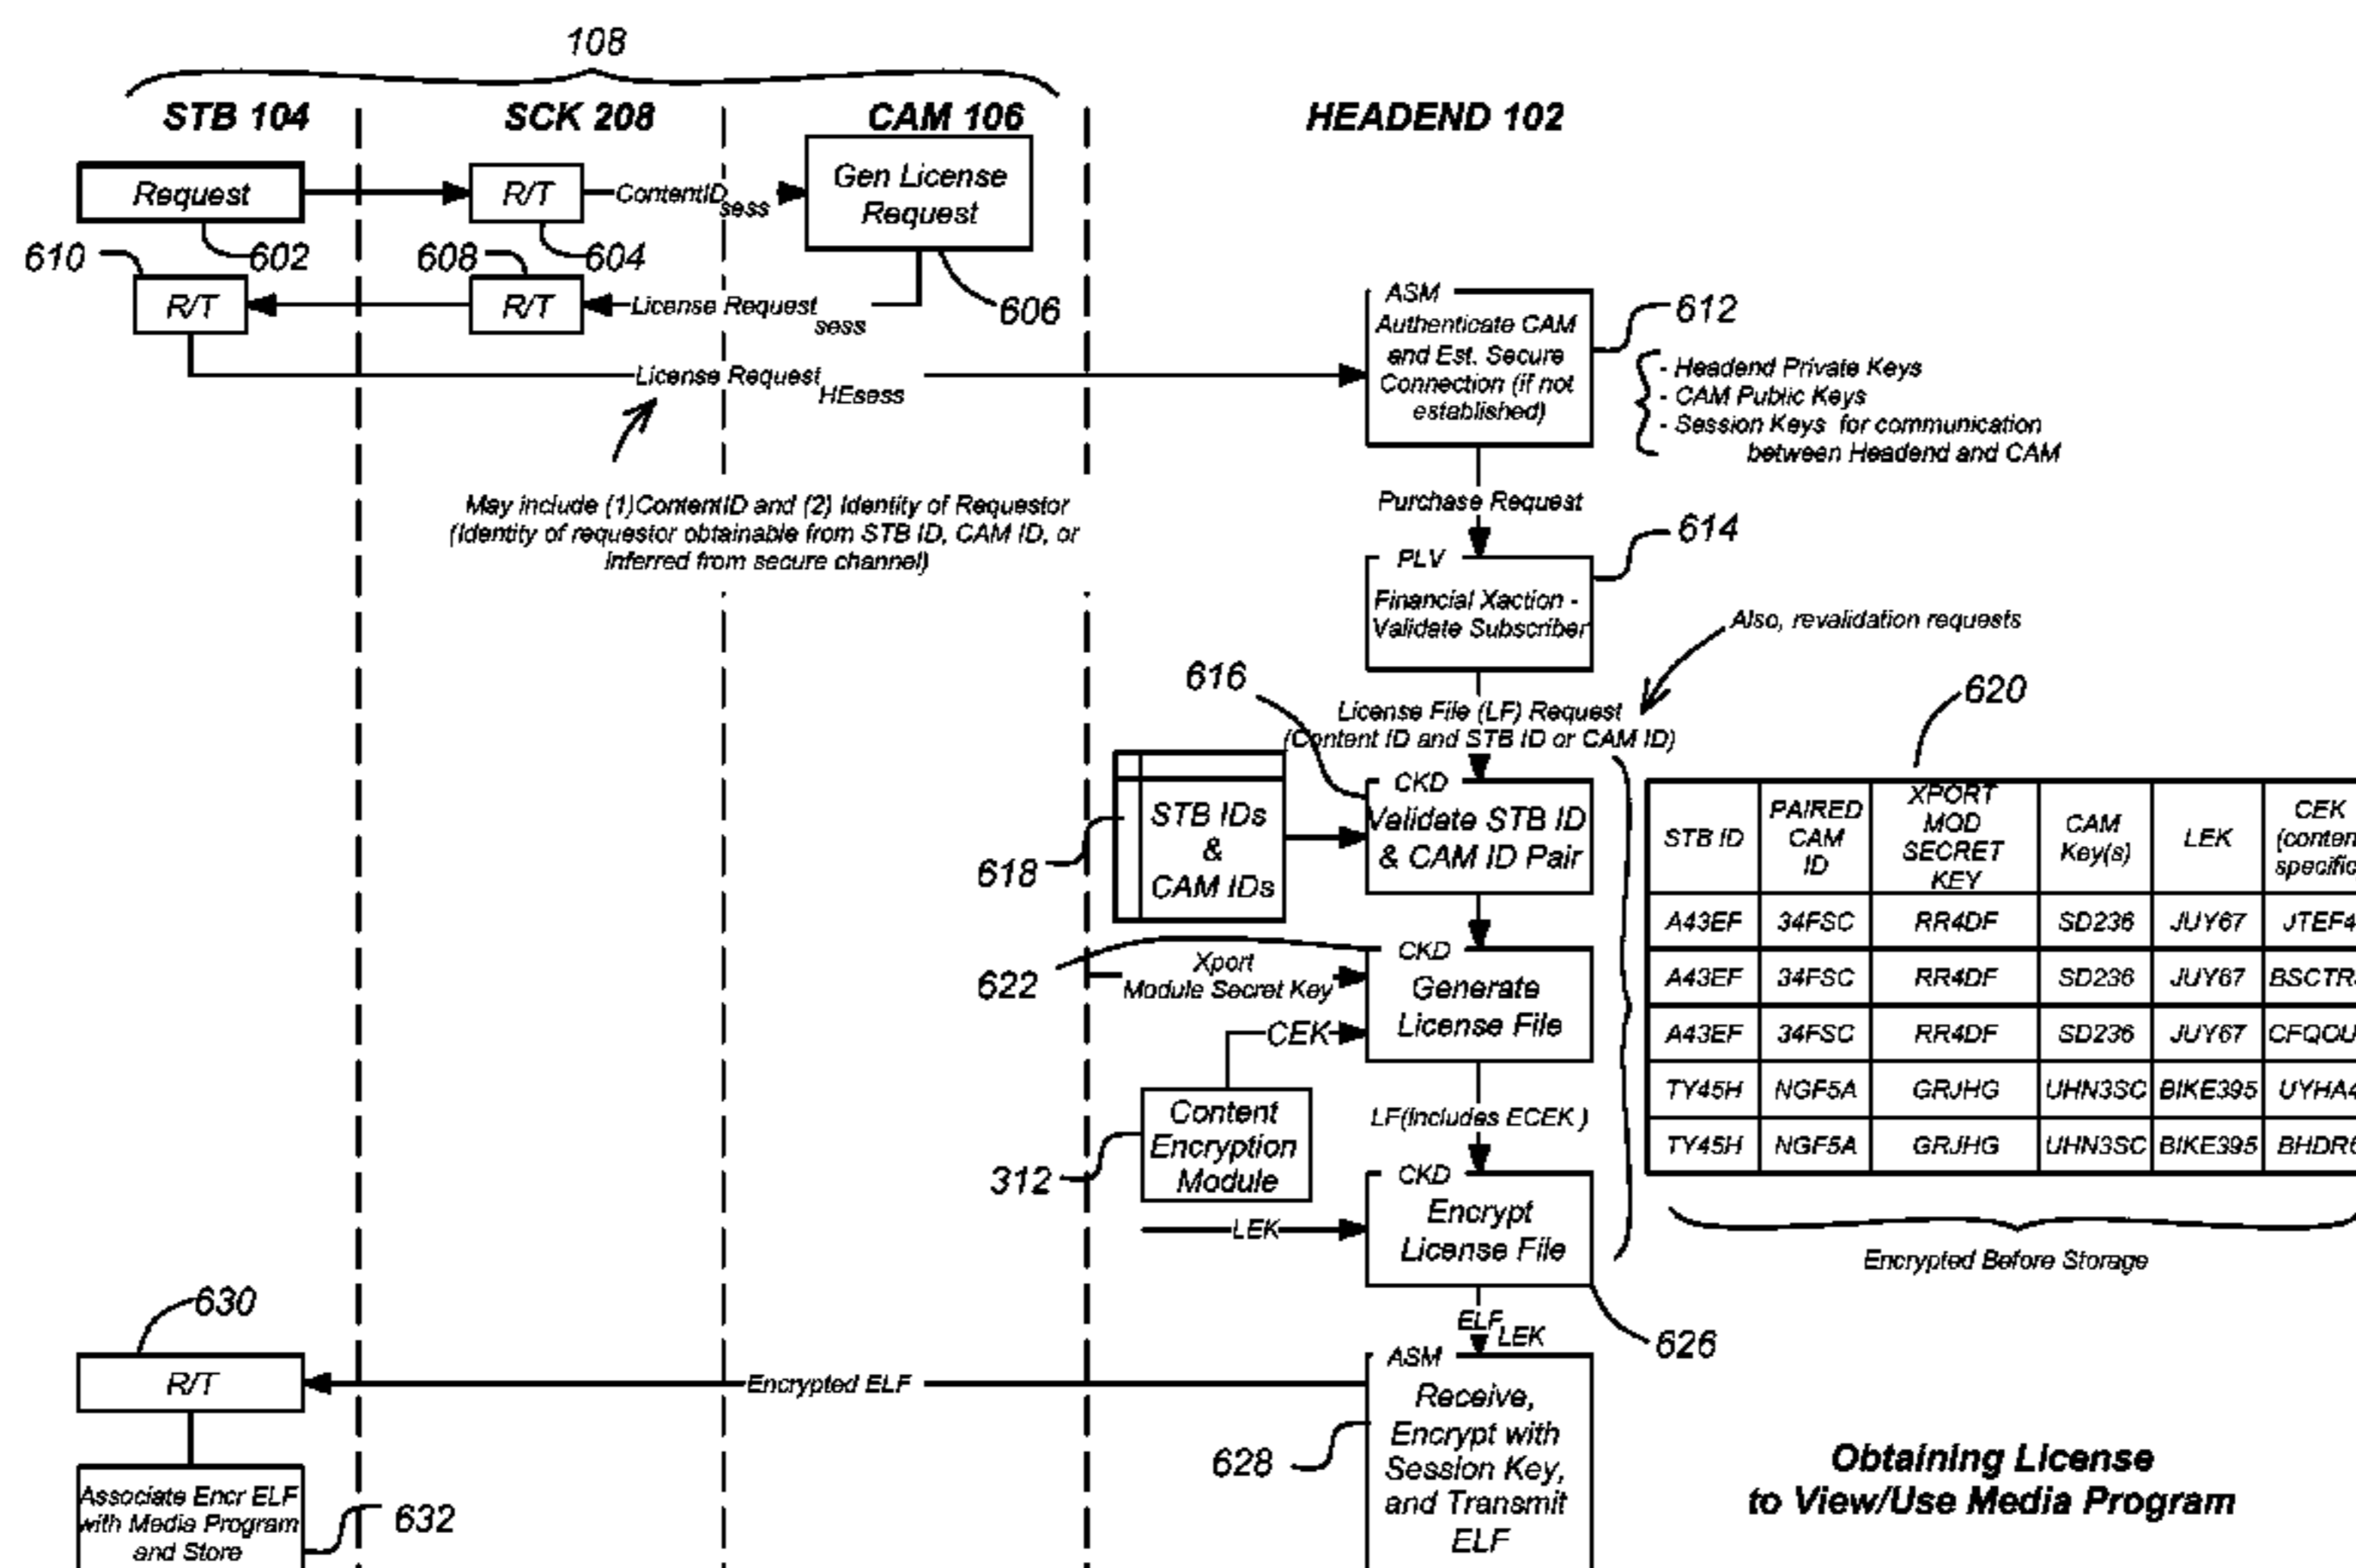 108
STB 104
SCK 208
CAM 106
HEADEND 102
Request
R/T
ContentID sess
Gen License
Request
610
602
608
604
606
R/T
R/T
License Request sess
License Request HEsess
ASM
Authenticate CAM
and Est. Secure
Connection (if not
established)
612
- Headend Private Keys
- CAM Public Keys
- Session Keys for communication
between Headend and CAM
May include (1)ContentID and (2) Identity of Requestor
(Identity of requestor obtainable from STB ID, CAM ID, or
inferred from secure channel)
Purchase Request
614
PLV
Financial Xaction -
Validate Subscriber
Also, revalidation requests
616
620
License File (LF) Request
(Content ID and STB ID or CAM ID)
618
STB IDs
&
CAM IDs
CKD
Validate STB ID
& CAM ID Pair
STB ID
PAIRED
CAM
ID
XPORT
MOD
SECRET
KEY
CAM
Key(s)
LEK
CEK
(conten
specific
A43EF 34FSC RR4DF SD236 JUY67 JTEF4
A43EF 34FSC RR4DF SD236 JUY67 BSCTR
A43EF 34FSC RR4DF SD236 JUY67 CFQOU
TY45H NGF5A GRJHG UHN3SC BIKE395 UYHA4
TY45H NGF5A GRJHG UHN3SC BIKE395 BHDR6
Encrypted Before Storage
622
Xport
Module Secret Key
CKD
Generate
License File
CEK
312
Content
Encryption
Module
LF(includes ECEK)
LEK
CKD
Encrypt
License File
626
ELF LEK
630
R/T
Encrypted ELF
ASM
Receive,
Encrypt with
Session Key,
and Transmit
ELF
628
Associate Encr ELF
with Media Program
and Store
632
Obtaining License
to View/Use Media Program